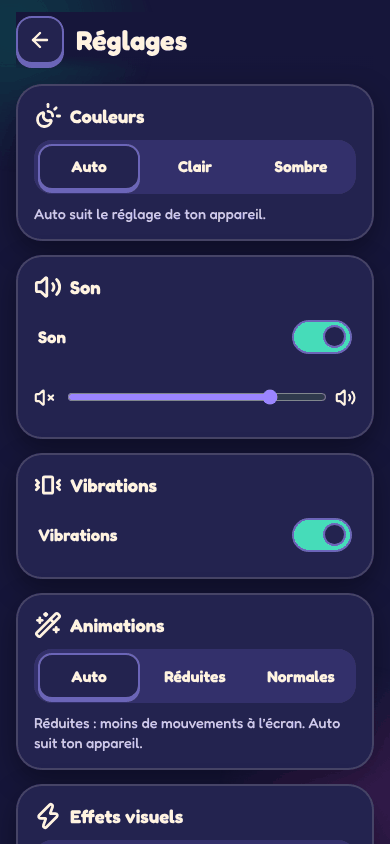 Réglages
Couleurs
Auto
Clair
Sombre
Auto suit le réglage de ton appareil.
Son
Son
Vibrations
Vibrations
Animations
Auto
Réduites
Normales
Réduites : moins de mouvements à l'écran. Auto
suit ton appareil.
Effets visuels